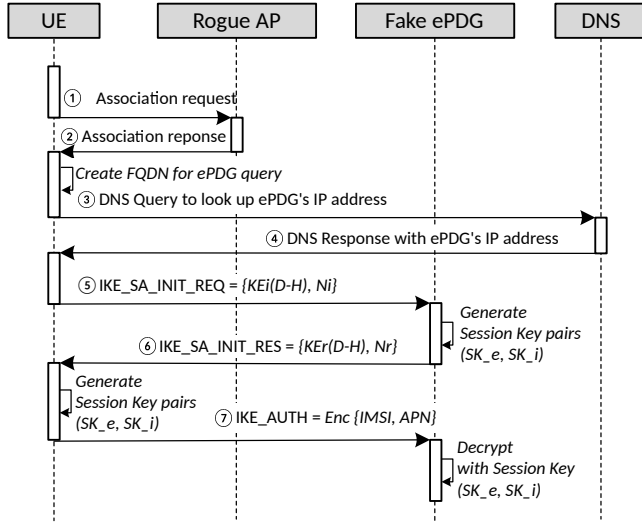 UE
Rogue AP
Fake ePDG
DNS
① Association request
② Association reponse
Create FQDN for ePDG query
③ DNS Query to look up ePDG's IP address
④ DNS Response with ePDG's IP address
⑤ IKE_SA_INIT_REQ = {KEi(D-H), Ni}
Generate
Session Key pairs
(SK_e, SK_i)
⑥ IKE_SA_INIT_RES = {KEr(D-H), Nr}
Generate
Session Key pairs
(SK_e, SK_i)
⑦ IKE_AUTH = Enc {IMSI, APN}
Decrypt
with Session Key
(SK_e, SK_i)